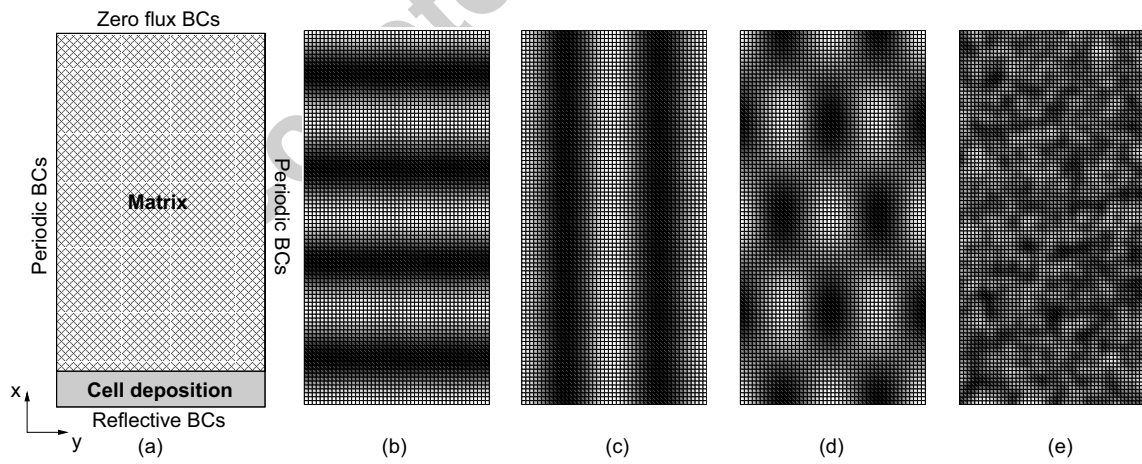 Zero flux BCs
Periodic BCs
Matrix
Periodic BCs
Cell deposition
Reflective BCs
x
y
(a)
(b)
(c)
(d)
(e)